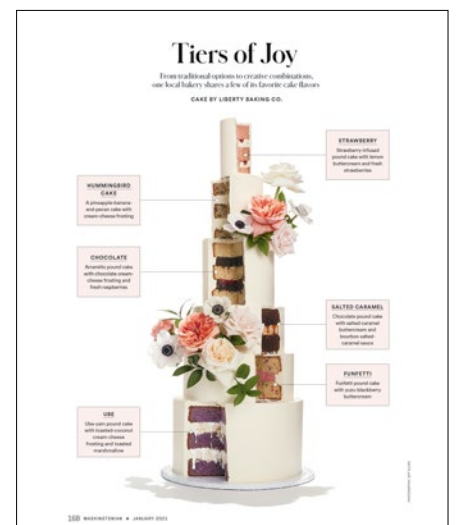 Tiers of Joy
From traditional options to creative combinations,
one local bakery shares a few of its favorite cake flavors
CAKE BY LIBERTY BAKING CO.
STRAWBERRY
Strawberry-infused
pound cake with lemon
buttercream and fresh
strawberries
HUMMINGBIRD
CAKE
A pineapple-banana-
and-pecan cake with
cream-cheese frosting
CHOCOLATE
Amaretto pound cake
with chocolate cream-
cheese frosting and
fresh raspberries
SALTED CARAMEL
Chocolate pound cake
with salted-caramel
buttercream and
bourbon-salted-
caramel sauce
FUNFETTI
Funfetti pound cake
with yuzu-blackberry
buttercream
UBE
Ube-yam pound cake
with toasted-coconut
cream-cheese
frosting and toasted
marshmallow
168 WASHINGTONIAN ★ JANUARY 2021